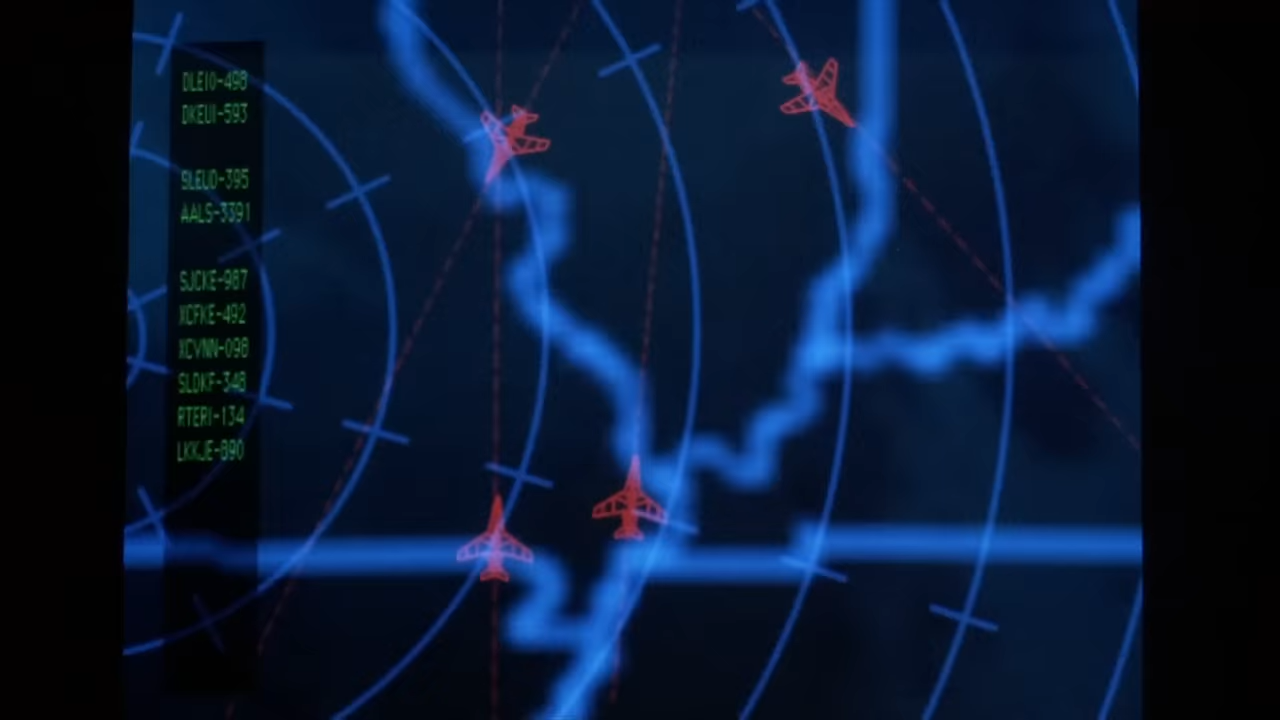 DLEIO-498
DKEUI-593
SLEUD-395
AALS-3391
SJCKE-987
XCFKE-492
XCVNN-098
SLDKF-348
RTERI-134
LKKJE-890